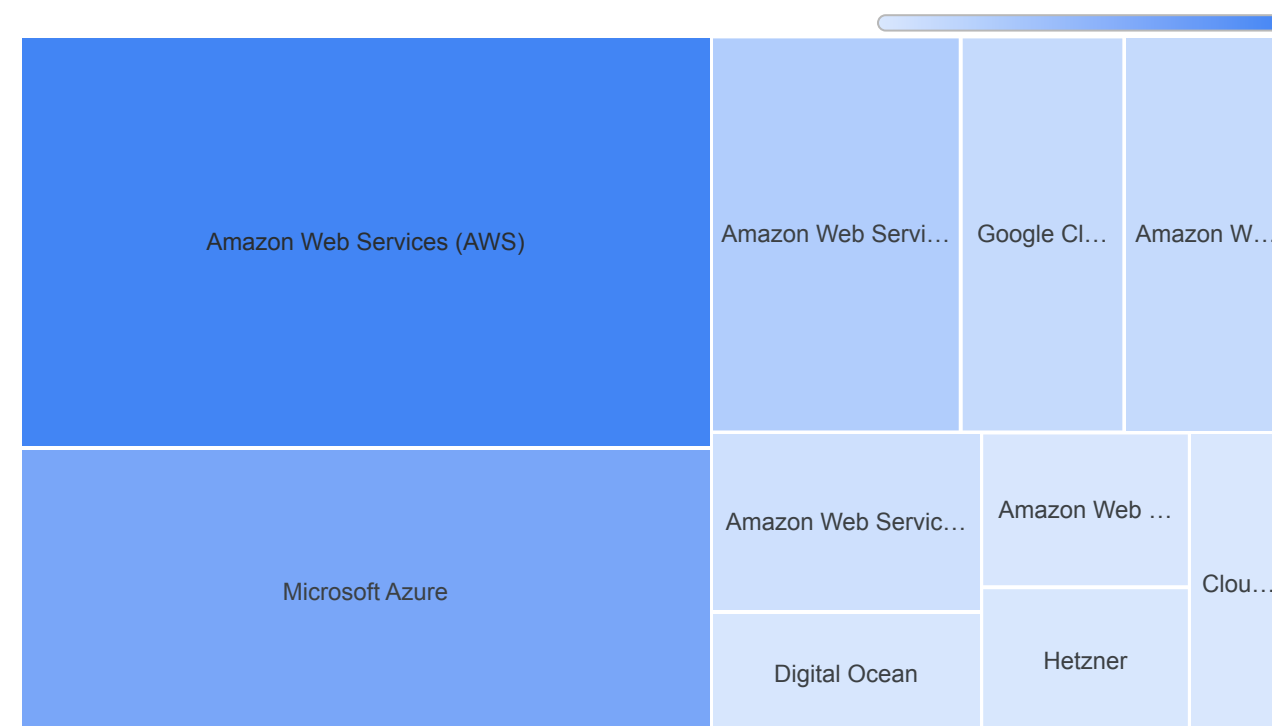 Amazon Web Services (AWS)
Amazon Web Servi…
Google Cl…
Amazon W…
Microsoft Azure
Amazon Web Servic…
Amazon Web …
Clou…
Digital Ocean
Hetzner